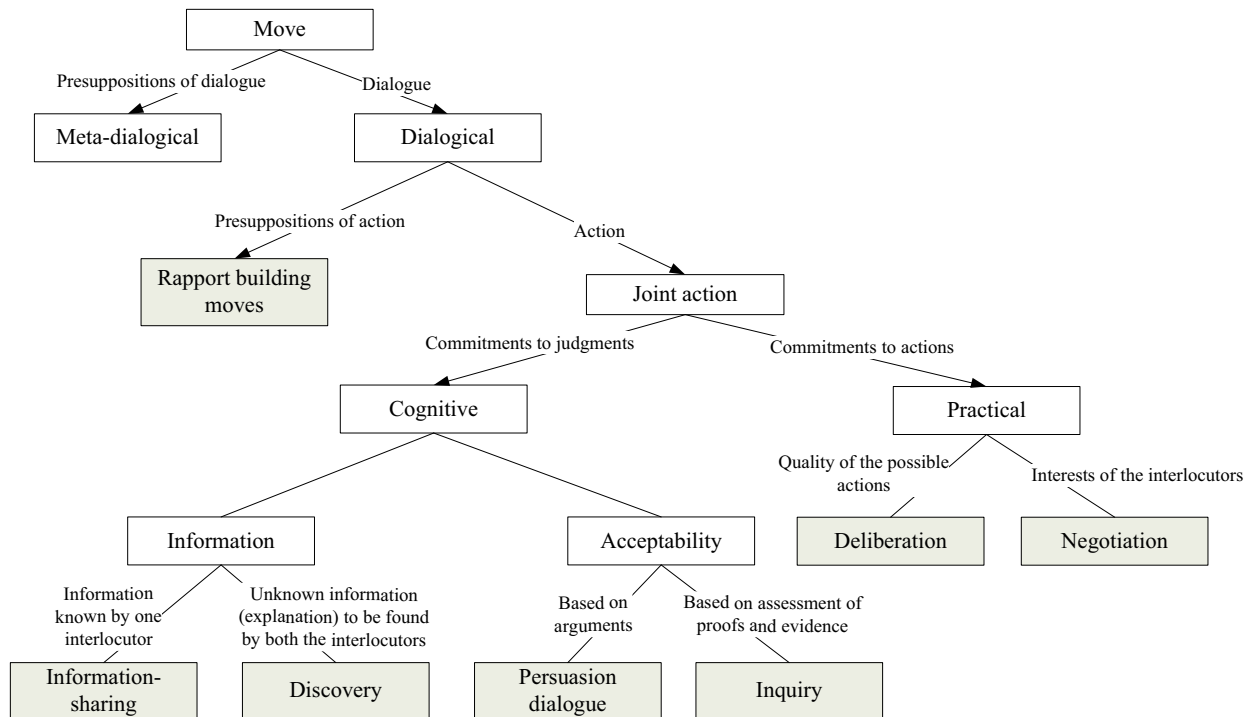 Move
Presuppositions of dialogue
Dialogue
Meta-dialogical
Dialogical
Presuppositions of action
Action
Rapport building
moves
Joint action
Commitments to judgments
Commitments to actions
Cognitive
Practical
Quality of the possible
actions
Interests of the interlocutors
Information
Acceptability
Deliberation
Negotiation
Information
known by one
interlocutor
Unknown information
(explanation) to be found
by both the interlocutors
Based on
arguments
Based on assessment of
proofs and evidence
Information-
sharing
Discovery
Persuasion
dialogue
Inquiry